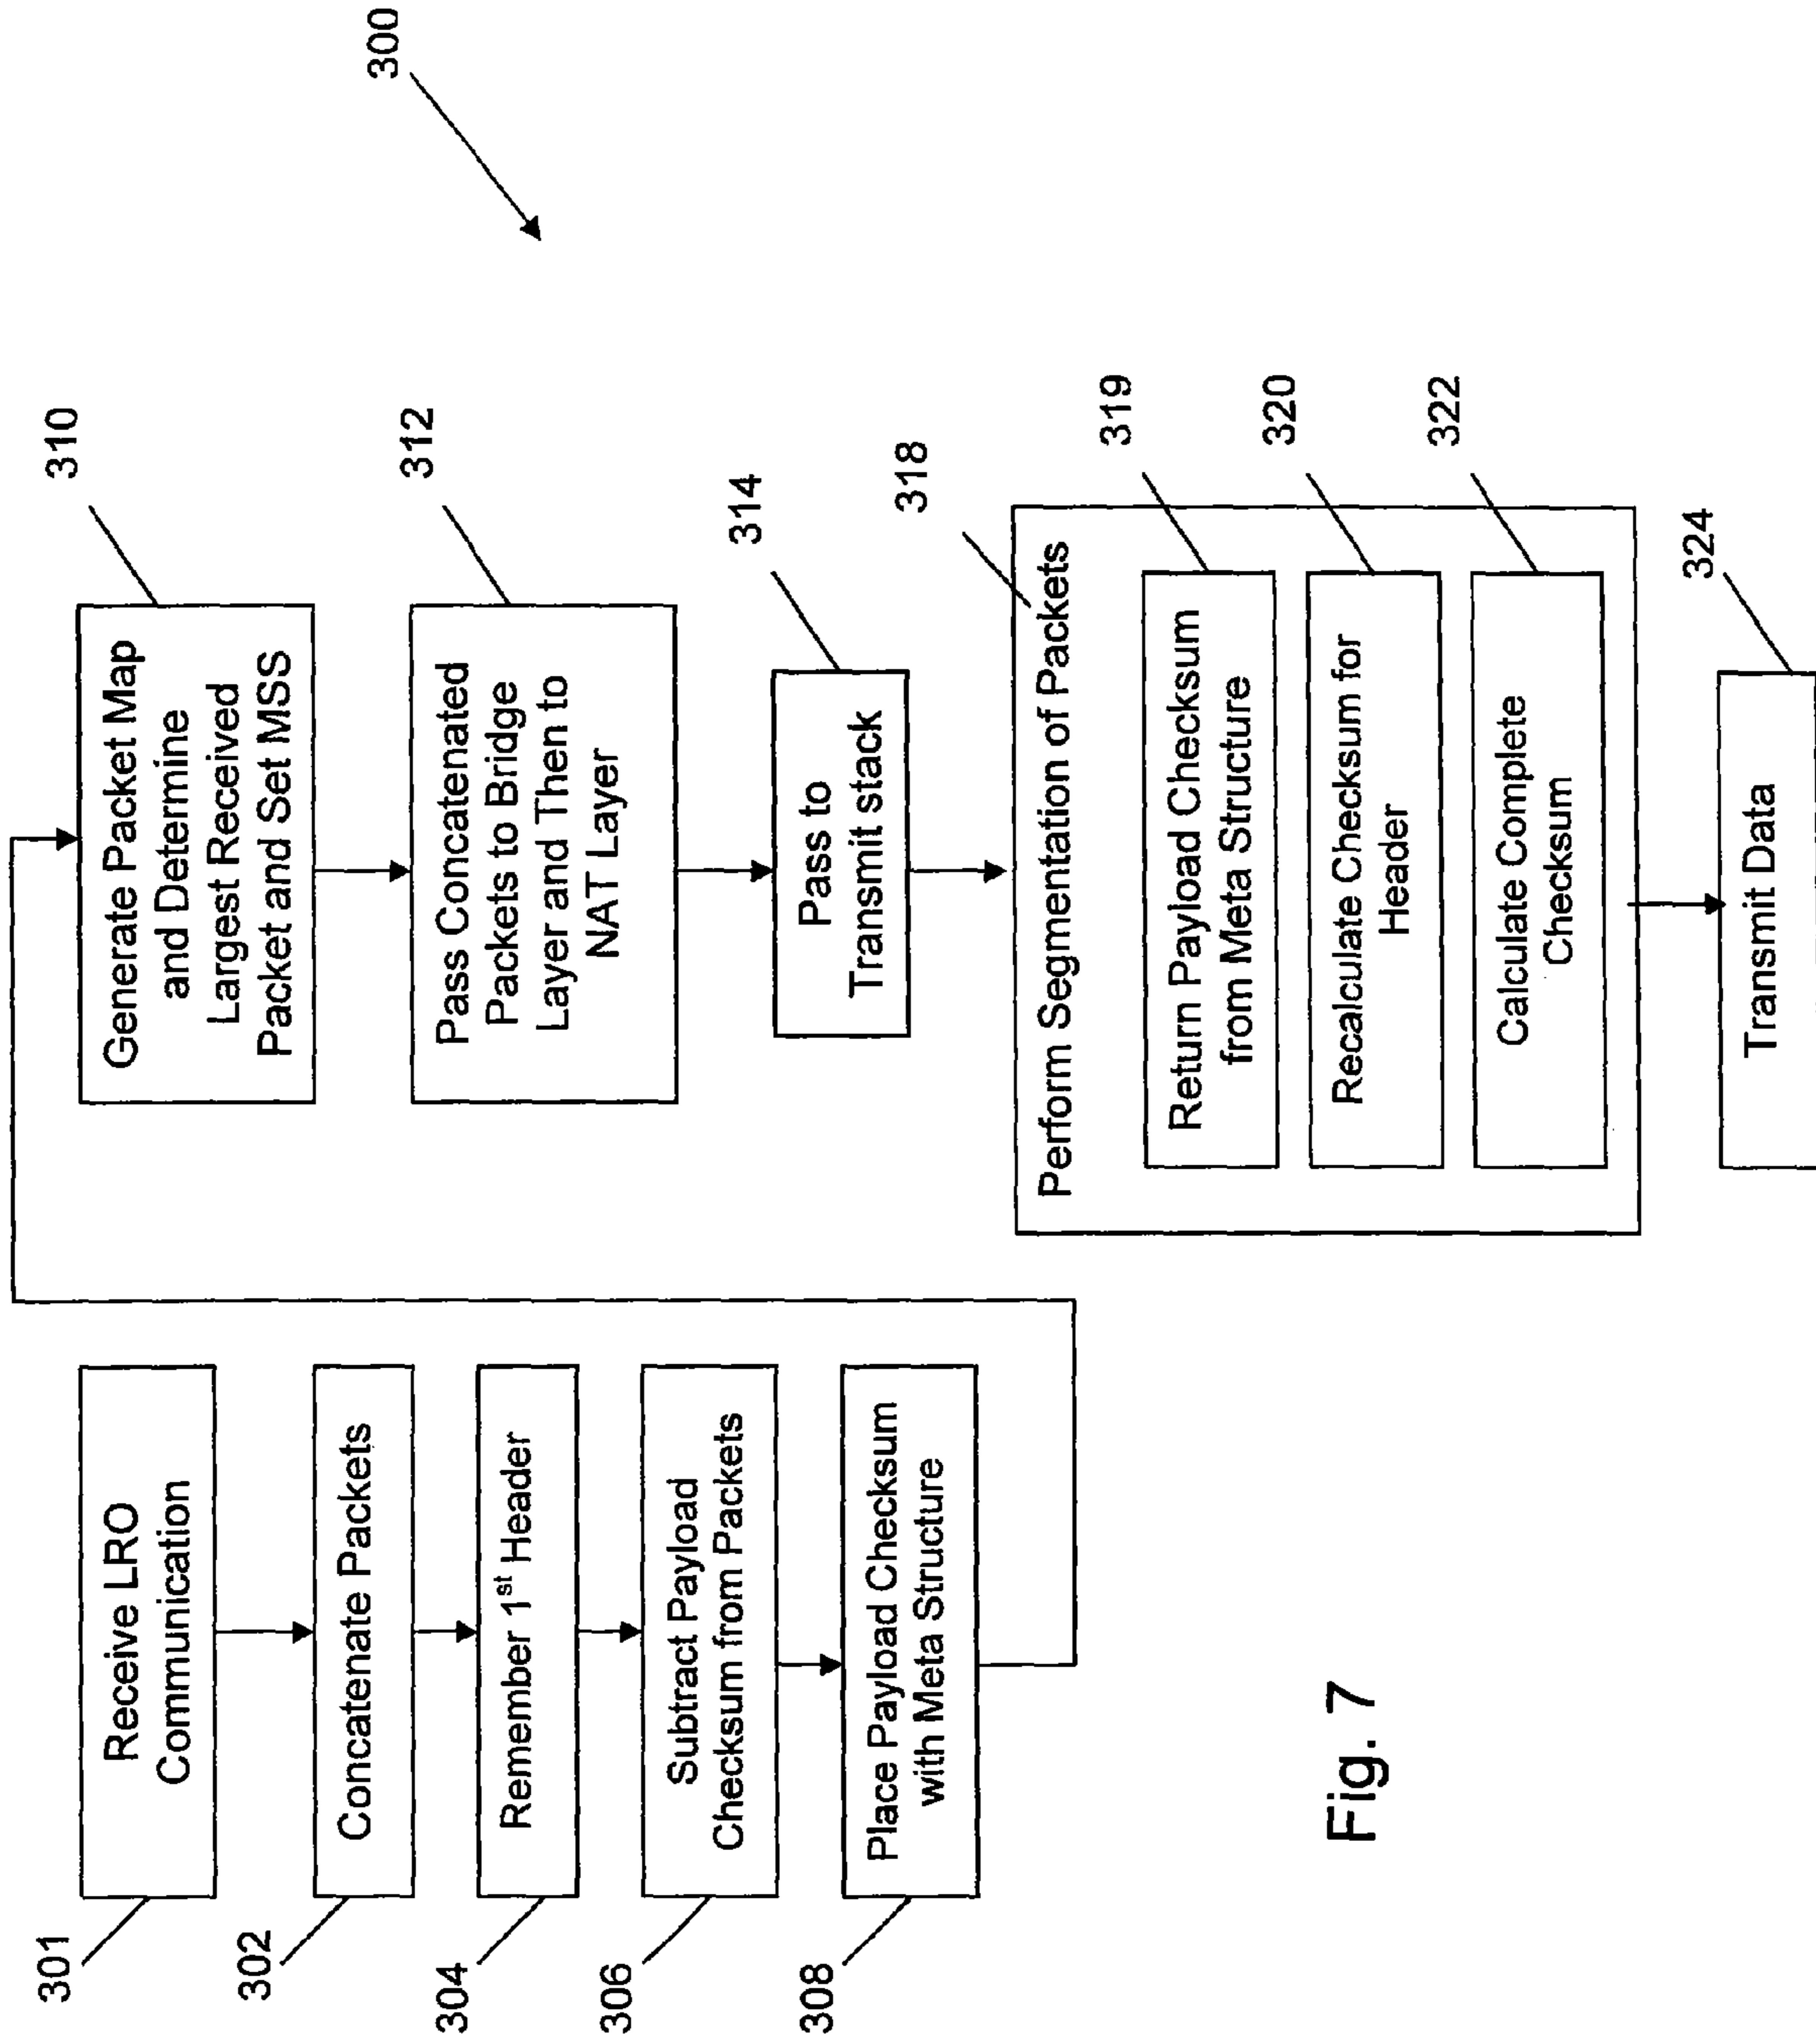 300
301
Receive LRO
Communication
302
Concatenate Packets
304
Remember 1st Header
306
Subtract Payload
Checksum from Packets
308
Place Payload Checksum
with Meta Structure
310
Generate Packet Map
and Determine
Largest Received
Packet and Set MSS
312
Pass Concatenated
Packets to Bridge
Layer and Then to
NAT Layer
314
Pass to
Transmit stack
318
Perform Segmentation of Packets
319
Return Payload Checksum
from Meta Structure
320
Recalculate Checksum for
Header
322
Calculate Complete
Checksum
324
Transmit Data
Fig. 7